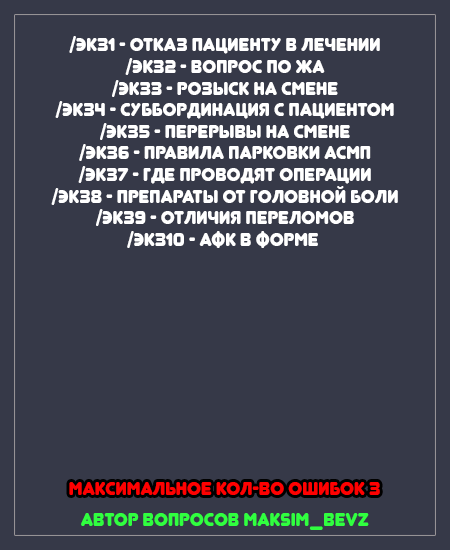 /ЭКЗ1 - ОТКАЗ ПАЦИЕНТУ В ЛЕЧЕНИИ
/ЭКЗ2 - ВОПРОС ПО ЖА
/ЭКЗ3 - РОЗЫСК НА СМЕНЕ
/ЭКЗ4 - СУББОРДИНАЦИЯ С ПАЦИЕНТОМ
/ЭКЗ5 - ПЕРЕРЫВЫ НА СМЕНЕ
/ЭКЗ6 - ПРАВИЛА ПАРКОВКИ АСМП
/ЭКЗ7 - ГДЕ ПРОВОДЯТ ОПЕРАЦИИ
/ЭКЗ8 - ПРЕПАРАТЫ ОТ ГОЛОВНОЙ БОЛИ
/ЭКЗ9 - ОТЛИЧИЯ ПЕРЕЛОМОВ
/ЭКЗ10 - АФК В ФОРМЕ
МАКСИМАЛЬНОЕ КОЛ-ВО ОШИБОК 3
АВТОР ВОПРОСОВ MAKSIM_BEVZ